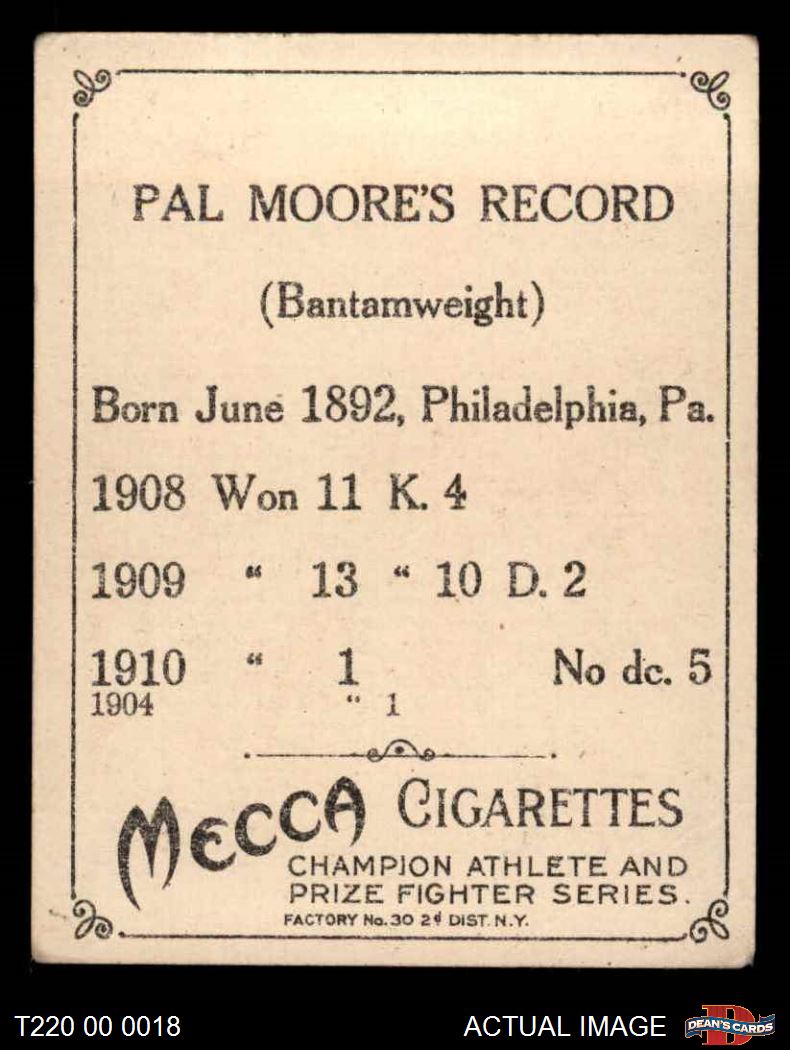 PAL MOORE'S RECORD
(Bantamweight)
Born June 1892, Philadelphia, Pa.
1908 Won 11 K. 4
1909 “ 13 “ 10 D. 2
1910 “ 1 No dc. 5
1904 “ 1
MECCA CIGARETTES
CHAMPION ATHLETE AND
PRIZE FIGHTER SERIES.
FACTORY No. 30 2d DIST. N.Y.
T220 00 0018 ACTUAL IMAGE D DEAN'S CARDS